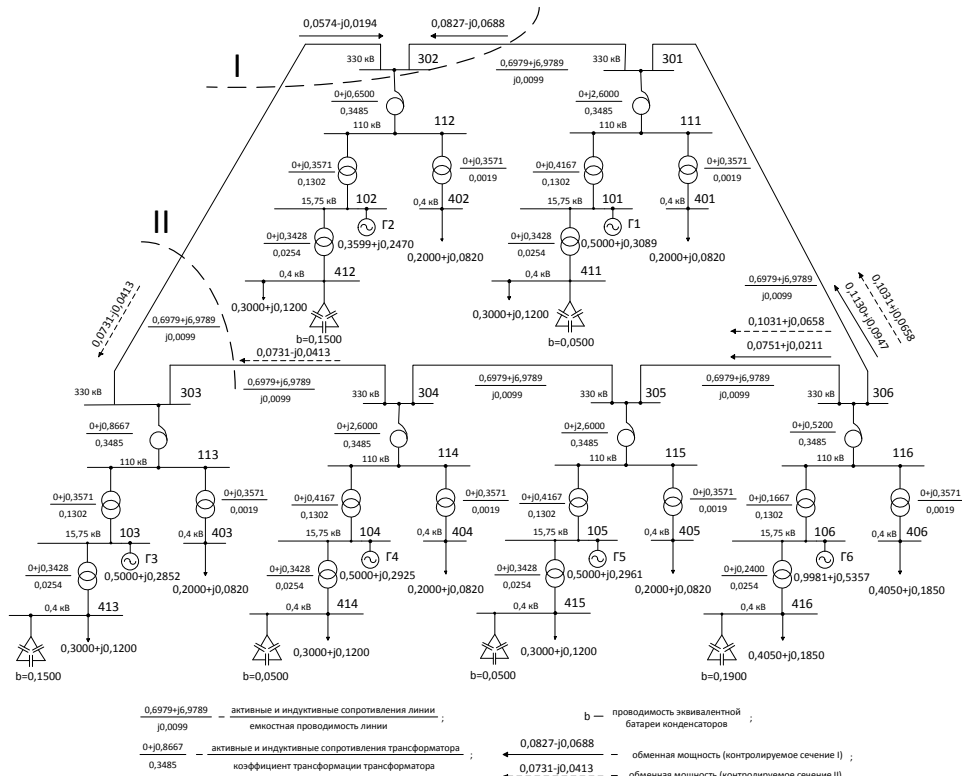 0,0574-j0,0194
0,0827-j0,0688
I
330 кВ
302
0,6979+j6,9789
j0,0099
330 кВ
301
0+j0,6500
0,3485
0+j2,6000
0,3485
110 кВ
112
110 кВ
111
0+j0,3571
0,1302
0+j0,3571
0,0019
0+j0,4167
0,1302
0+j0,3571
0,0019
15,75 кВ
102
Г2
0,4 кВ
402
15,75 кВ
101
Г1
0,4 кВ
401
II
0+j0,3428
0,0254
0,3599+j0,2470
0,2000+j0,0820
0+j0,3428
0,0254
0,5000+j0,3089
0,2000+j0,0820
0,4 кВ
412
0,4 кВ
411
0,3000+j0,1200
b=0,1500
0,3000+j0,1200
b=0,0500
0,6979+j6,9789
j0,0099
0,1031+j0,0658
0,1130+j0,0947
0,0731-j0,0413
0,6979+j6,9789
j0,0099
0,0731-j0,0413
0,1031+j0,0658
0,0751+j0,0211
330 кВ
303
0,6979+j6,9789
j0,0099
330 кВ
304
0,6979+j6,9789
j0,0099
330 кВ
305
0,6979+j6,9789
j0,0099
330 кВ
306
0+j0,8667
0,3485
0+j2,6000
0,3485
0+j2,6000
0,3485
0+j0,5200
0,3485
110 кВ
113
110 кВ
114
110 кВ
115
110 кВ
116
0+j0,3571
0,1302
0+j0,3571
0,0019
0+j0,4167
0,1302
0+j0,3571
0,0019
0+j0,4167
0,1302
0+j0,3571
0,0019
0+j0,1667
0,1302
0+j0,3571
0,0019
15,75 кВ
103
Г3
0,4 кВ
403
15,75 кВ
104
Г4
0,4 кВ
404
15,75 кВ
105
Г5
0,4 кВ
405
15,75 кВ
106
Г6
0,4 кВ
406
0+j0,3428
0,0254
0,5000+j0,2852
0,2000+j0,0820
0+j0,3428
0,0254
0,5000+j0,2925
0,2000+j0,0820
0+j0,3428
0,0254
0,5000+j0,2961
0,2000+j0,0820
0+j0,2400
0,0254
0,9981+j0,5357
0,4050+j0,1850
0,4 кВ
413
0,4 кВ
414
0,4 кВ
415
0,4 кВ
416
0,3000+j0,1200
b=0,1500
0,3000+j0,1200
b=0,0500
0,3000+j0,1200
b=0,0500
0,4050+j0,1850
b=0,1900
0,6979+j6,9789
j0,0099
– активные и индуктивные сопротивления линии
емкостная проводимость линии ;
b — проводимость эквивалентной
батареи конденсаторов ;
0+j0,8667
0,3485
– активные и индуктивные сопротивления трансформатора
коэффициент трансформации трансформатора ;
0,0827-j0,0688
– обменная мощность (контролируемое сечение I) ;
0,0731-j0,0413
– обменная мощность (контролируемое сечение II)